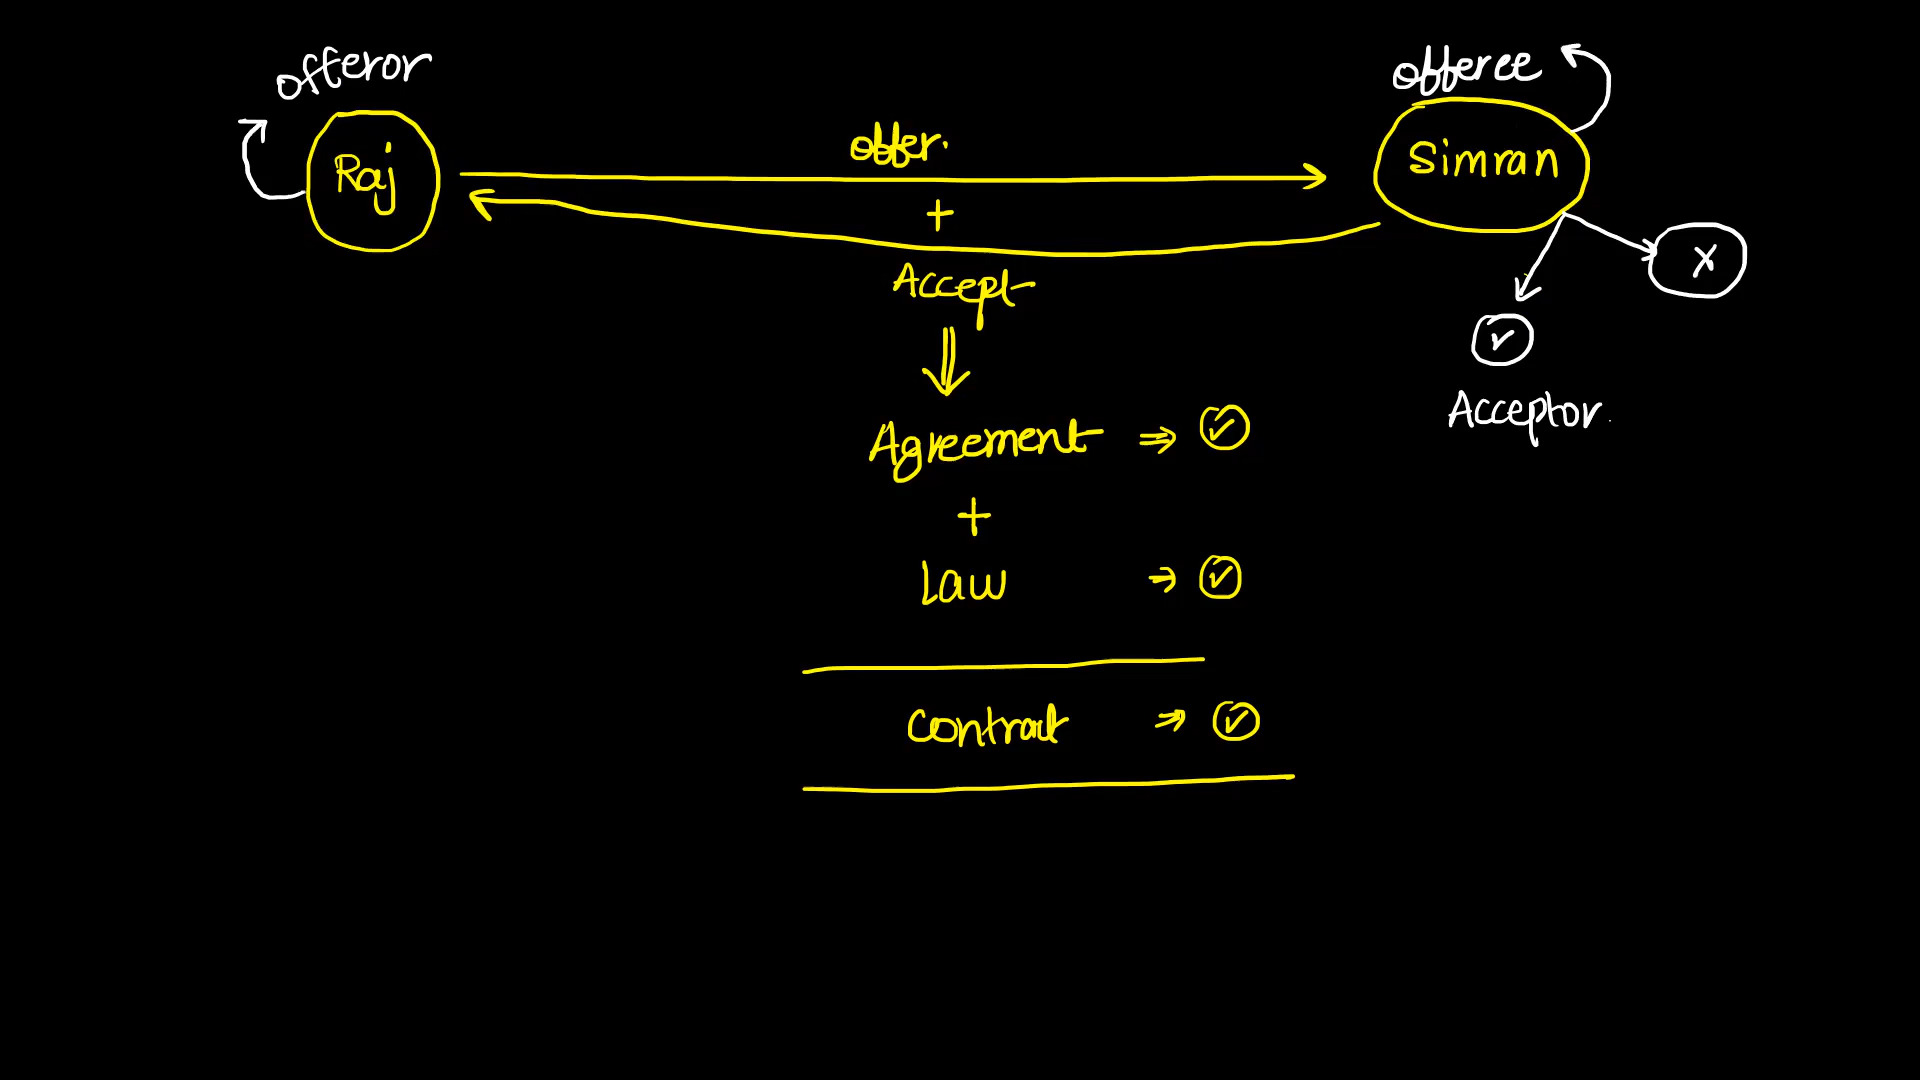 offeror
offeree
Raj
offer.
Simran
+
X
Accept
✓
Acceptor.
Agreement ⇒ ✓
+
Law ⇒ ✓
Contract ⇒ ✓